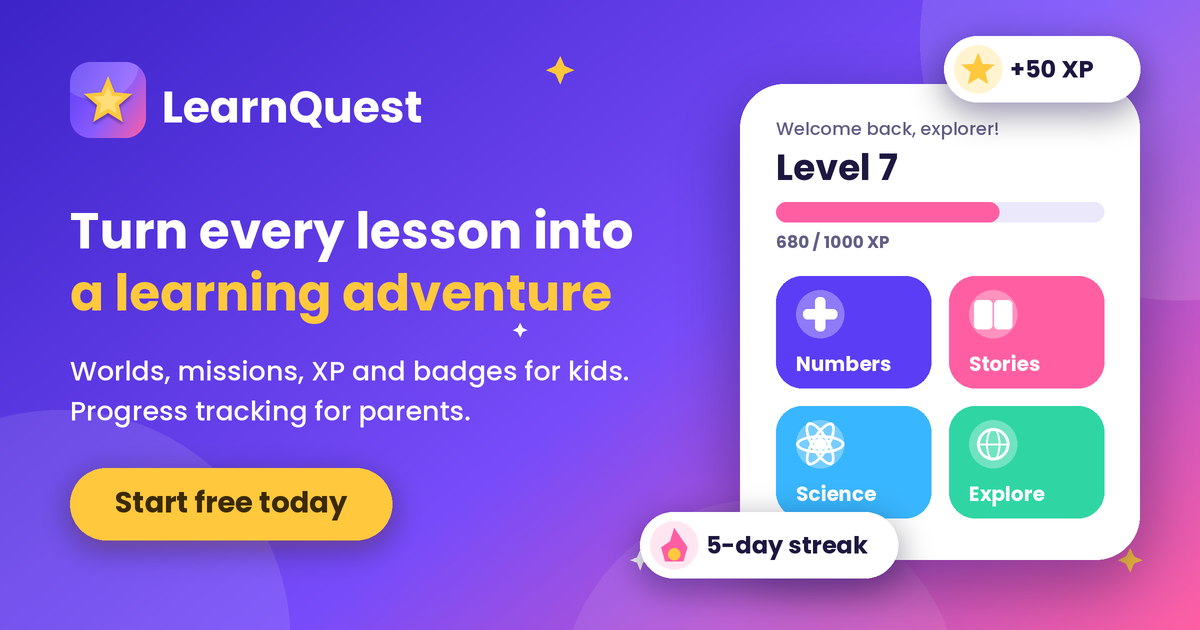 LearnQuest
Turn every lesson into
a learning adventure
Worlds, missions, XP and badges for kids.
Progress tracking for parents.
Start free today
+50 XP
Welcome back, explorer!
Level 7
680 / 1000 XP
Numbers
Stories
Science
Explore
5-day streak